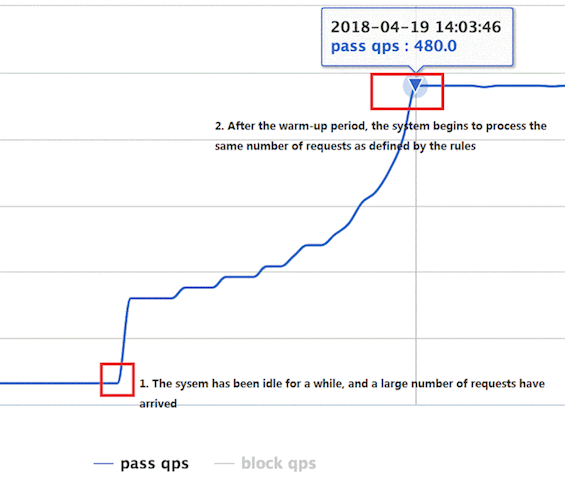 2018-04-19 14:03:46
pass qps : 480.0
2. After the warm-up period, the system begins to process the
same number of requests as defined by the rules
1. The sysem has been idle for a while, and a large number of requests have
arrived
pass qps block qps